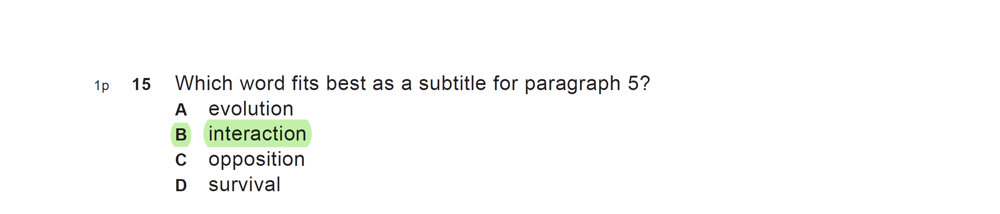 1p 15 Which word fits best as a subtitle for paragraph 5?
A evolution
B interaction
C opposition
D survival